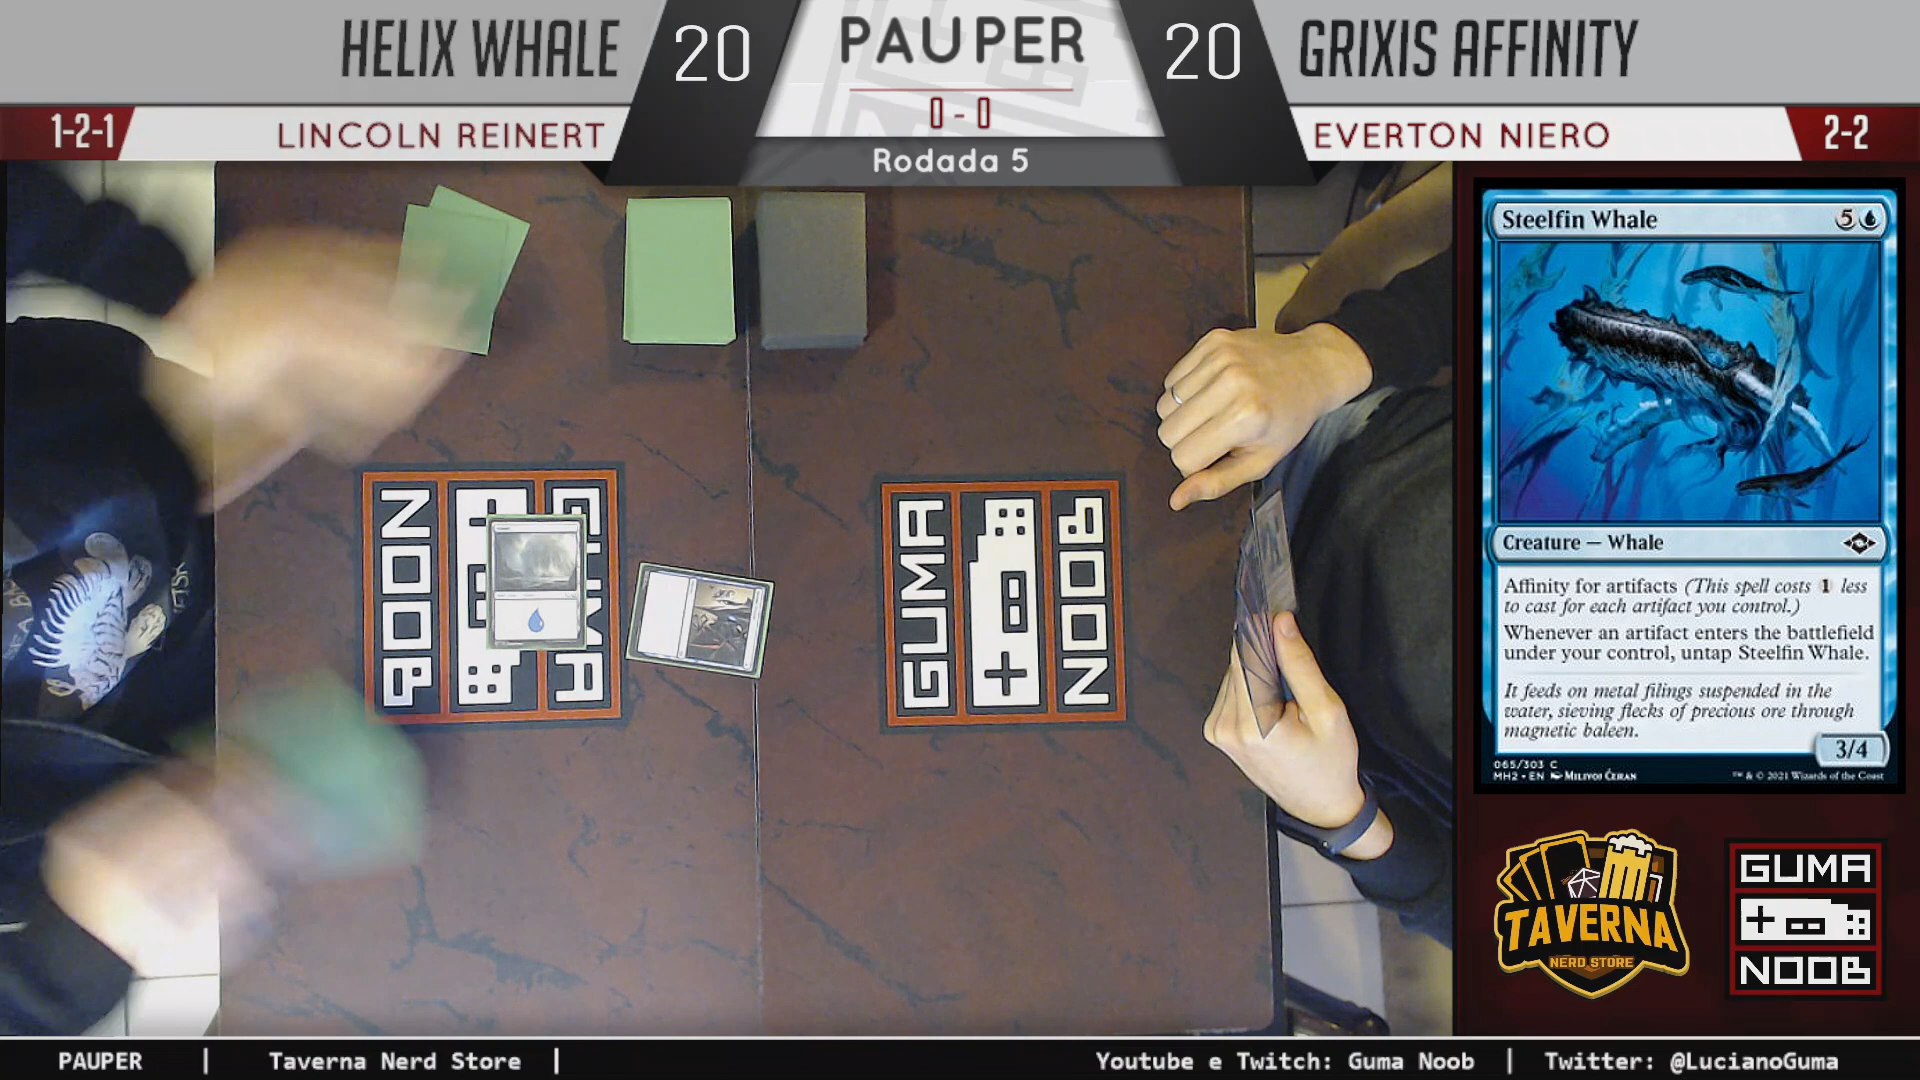 HELIX WHALE
20
PAUPER
20
GRIXIS AFFINITY
1-2-1
LINCOLN REINERT
0 - 0
EVERTON NIERO
2-2
Rodada 5
Steelfin Whale
5
Creature — Whale
Affinity for artifacts (This spell costs 1 less
to cast for each artifact you control.)
Whenever an artifact enters the battlefield
under your control, untap Steelfin Whale.
It feeds on metal filings suspended in the
water, sieving flecks of precious ore through
magnetic baleen.
3/4
065/303 C
MH2 • EN MILIVOJ ĆERAN
™ & © 2021 Wizards of the Coast
GUMA
NOOB
GUMA
NOOB
TAVERNA
NERD STORE
GUMA
NOOB
PAUPER | Taverna Nerd Store |
Youtube e Twitch: Guma Noob | Twitter: @LucianoGuma